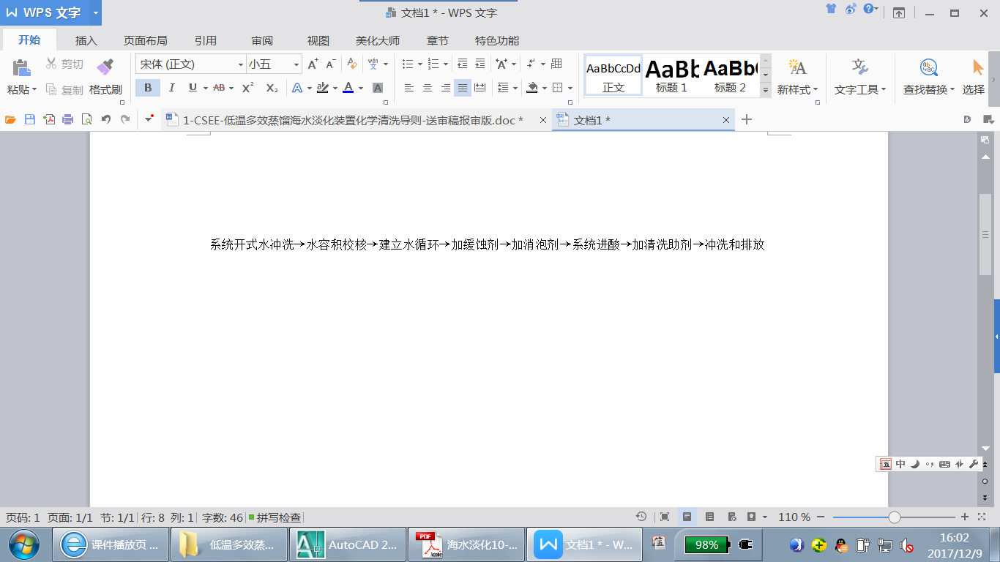 WPS 文字
文档1 * - WPS 文字
开始 插入 页面布局 引用 审阅 视图 美化大师 章节 特色功能
粘贴 剪切 复制 格式刷
宋体 (正文) 小五
B I U AB X² X₂ A A A
AaBbCcDd 正文
AaBb 标题 1
AaBb 标题 2
新样式 文字工具 查找替换 选择
1-CSEE-低温多效蒸馏海水淡化装置化学清洗导则-送审稿报审版.doc *
文档1 *
系统开式水冲洗→水容积校核→建立水循环→加缓蚀剂→加消泡剂→系统进酸→加清洗助剂→冲洗和排放
五 中
页码: 1 页面: 1/1 节: 1/1 行: 8 列: 1 字数: 46 拼写检查
110 %
课件播放页 ...
低温多效蒸...
AutoCAD 2...
海水淡化10-...
文档1 * - W...
98%
16:02
2017/12/9